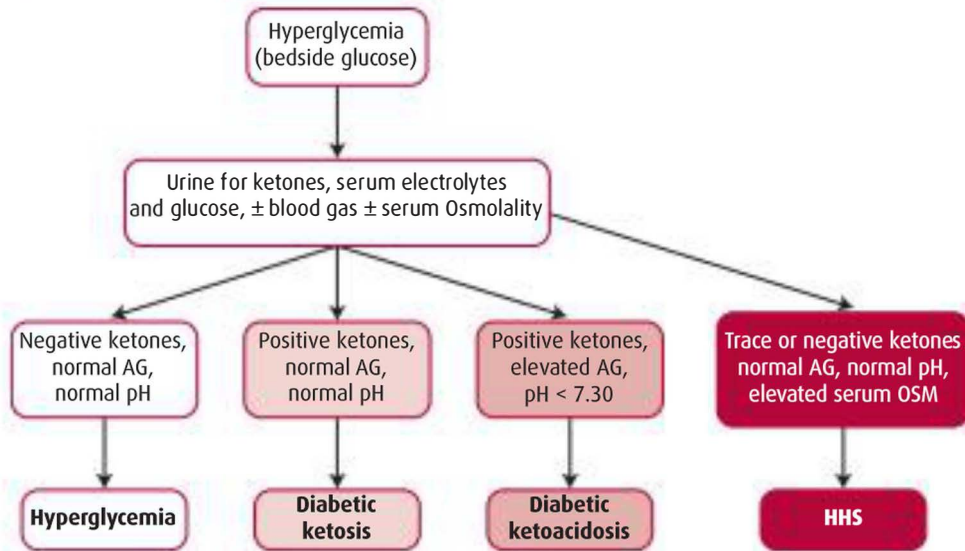 Hyperglycemia
(bedside glucose)
Urine for ketones, serum electrolytes
and glucose, ± blood gas ± serum Osmolality
Negative ketones,
normal AG,
normal pH
Positive ketones,
normal AG,
normal pH
Positive ketones,
elevated AG,
pH < 7.30
Trace or negative ketones
normal AG, normal pH,
elevated serum OSM
Hyperglycemia
Diabetic
ketosis
Diabetic
ketoacidosis
HHS